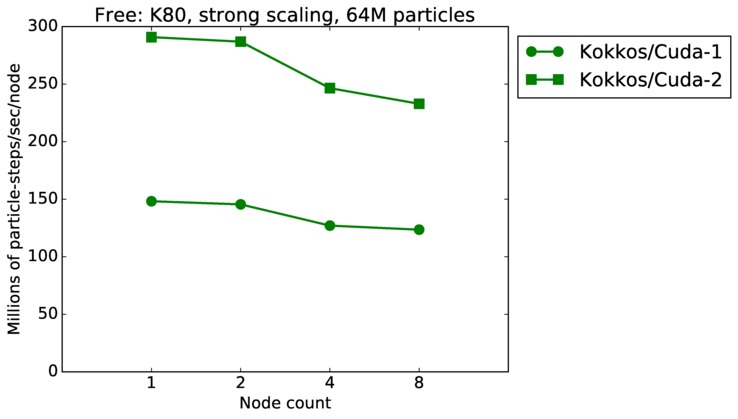 Free: K80, strong scaling, 64M particles
Kokkos/Cuda-1
Kokkos/Cuda-2
Millions of particle-steps/sec/node
300
250
200
150
100
50
0
1 2 4 8
Node count